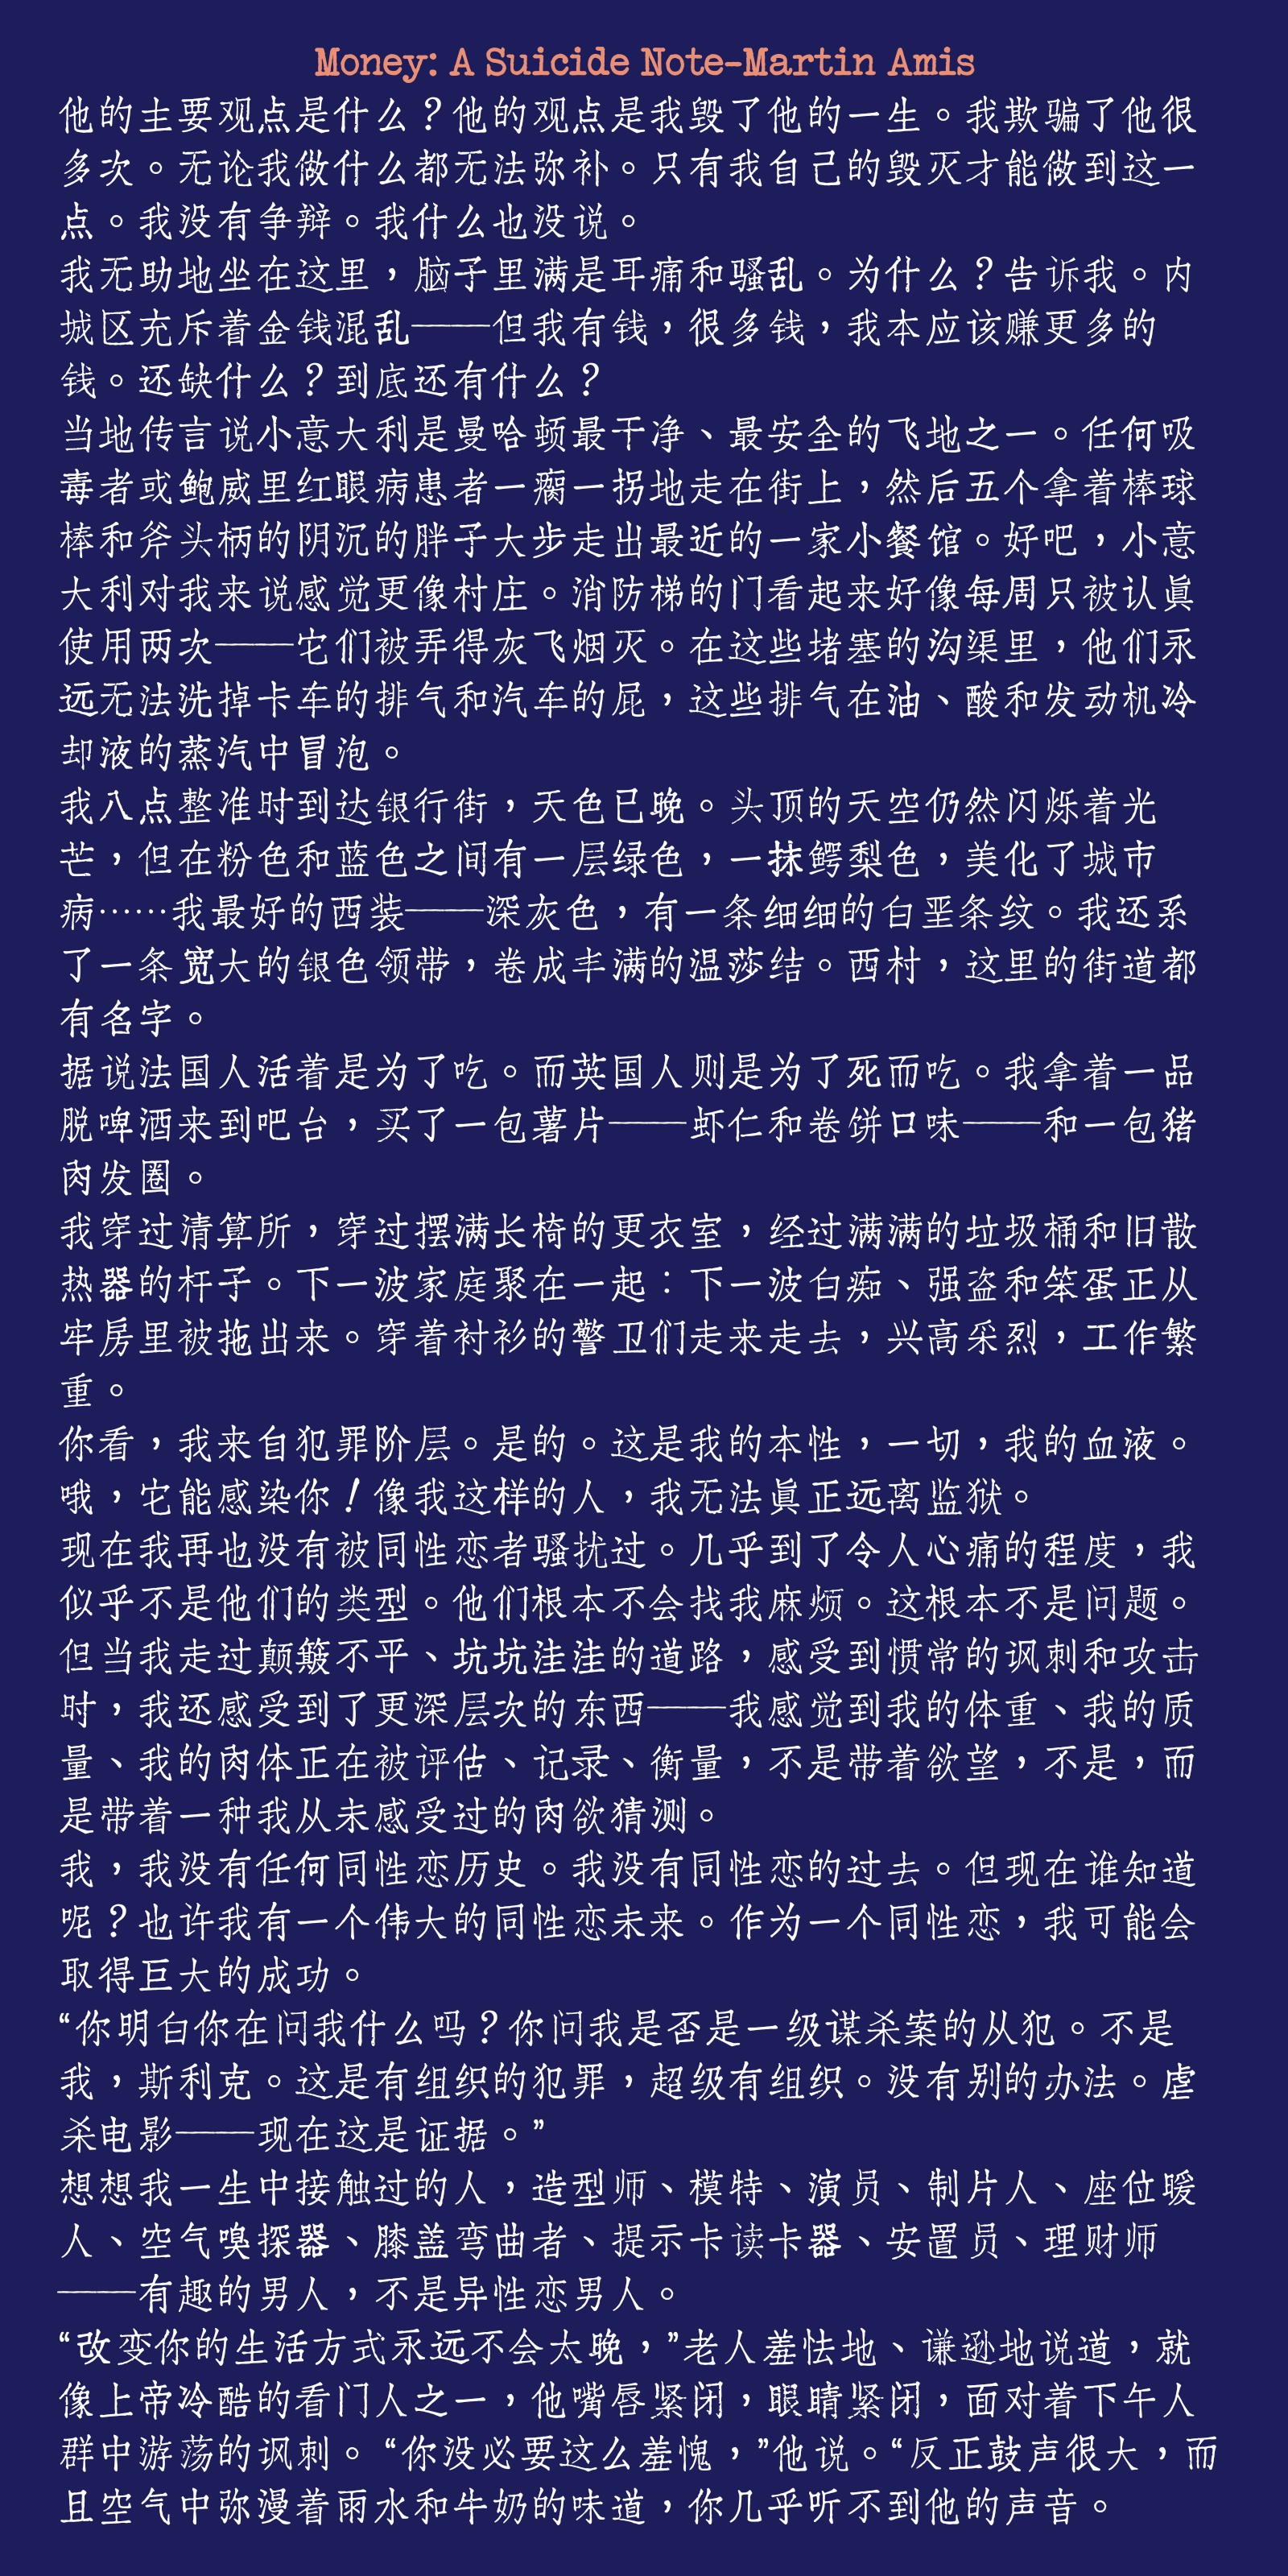 Money: A Suicide Note-Martin Amis
他的主要观点是什么？他的观点是我毁了他的一生。我欺骗了他很
多次。无论我做什么都无法弥补。只有我自己的毁灭才能做到这一
点。我没有争辩。我什么也没说。
我无助地坐在这里，脑子里满是耳痛和骚乱。为什么？告诉我。内
城区充斥着金钱混乱——但我有钱，很多钱，我本应该赚更多的
钱。还缺什么？到底还有什么？
当地传言说小意大利是曼哈顿最干净、最安全的飞地之一。任何吸
毒者或鲍威里红眼病患者一瘸一拐地走在街上，然后五个拿着棒球
棒和斧头柄的阴沉的胖子大步走出最近的一家小餐馆。好吧，小意
大利对我来说感觉更像村庄。消防梯的门看起来好像每周只被认真
使用两次——它们被弄得灰飞烟灭。在这些堵塞的沟渠里，他们永
远无法洗掉卡车的排气和汽车的屁，这些排气在油、酸和发动机冷
却液的蒸汽中冒泡。
我八点整准时到达银行街，天色已晚。头顶的天空仍然闪烁着光
芒，但在粉色和蓝色之间有一层绿色，一抹鳄梨色，美化了城市
病……我最好的西装——深灰色，有一条细细的白垩条纹。我还系
了一条宽大的银色领带，卷成丰满的温莎结。西村，这里的街道都
有名字。
据说法国人活着是为了吃。而英国人则是为了死而吃。我拿着一品
脱啤酒来到吧台，买了一包薯片——虾仁和卷饼口味——和一包猪
肉发圈。
我穿过清算所，穿过摆满长椅的更衣室，经过满满的垃圾桶和旧散
热器的杆子。下一波家庭聚在一起：下一波白痴、强盗和笨蛋正从
牢房里被拖出来。穿着衬衫的警卫们走来走去，兴高采烈，工作繁
重。
你看，我来自犯罪阶层。是的。这是我的本性，一切，我的血液。
哦，它能感染你！像我这样的人，我无法真正远离监狱。
现在我再也没有被同性恋者骚扰过。几乎到了令人心痛的程度，我
似乎不是他们的类型。他们根本不会找我麻烦。这根本不是问题。
但当我走过颠簸不平、坑坑洼洼的道路，感受到惯常的讽刺和攻击
时，我还感受到了更深层次的东西——我感觉到我的体重、我的质
量、我的肉体正在被评估、记录、衡量，不是带着欲望，不是，而
是带着一种我从未感受过的肉欲猜测。
我，我没有任何同性恋历史。我没有同性恋的过去。但现在谁知道
呢？也许我有一个伟大的同性恋未来。作为一个同性恋，我可能会
取得巨大的成功。
“你明白你在问我什么吗？你问我是否是一级谋杀案的从犯。不是
我，斯利克。这是有组织的犯罪，超级有组织。没有别的办法。虐
杀电影——现在这是证据。”
想想我一生中接触过的人，造型师、模特、演员、制片人、座位暖
人、空气嗅探器、膝盖弯曲者、提示卡读卡器、安置员、理财师
——有趣的男人，不是异性恋男人。
“改变你的生活方式永远不会太晚，”老人羞怯地、谦逊地说道，就
像上帝冷酷的看门人之一，他嘴唇紧闭，眼睛紧闭，面对着下午人
群中游荡的讽刺。“你没必要这么羞愧，”他说。“反正鼓声很大，而
且空气中弥漫着雨水和牛奶的味道，你几乎听不到他的声音。